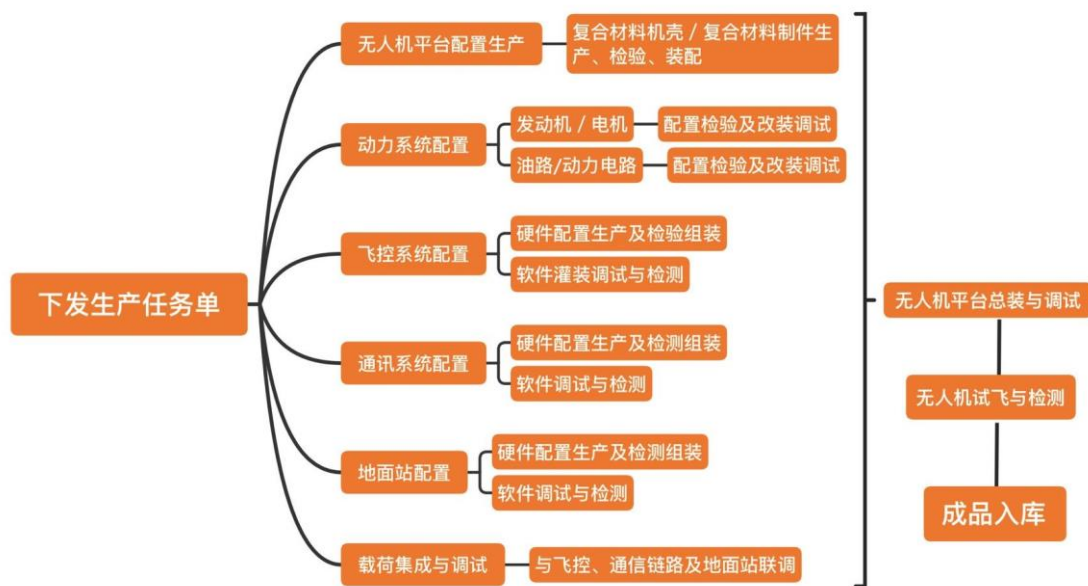 下发生产任务单
无人机平台配置生产
复合材料机壳 / 复合材料制件生
产、检验、装配
动力系统配置
发动机 / 电机
配置检验及改装调试
油路/动力电路
配置检验及改装调试
飞控系统配置
硬件配置生产及检验组装
软件灌装调试与检测
通讯系统配置
硬件配置生产及检测组装
软件调试与检测
地面站配置
硬件配置生产及检测组装
软件调试与检测
载荷集成与调试
与飞控、通信链路及地面站联调
无人机平台总装与调试
无人机试飞与检测
成品入库